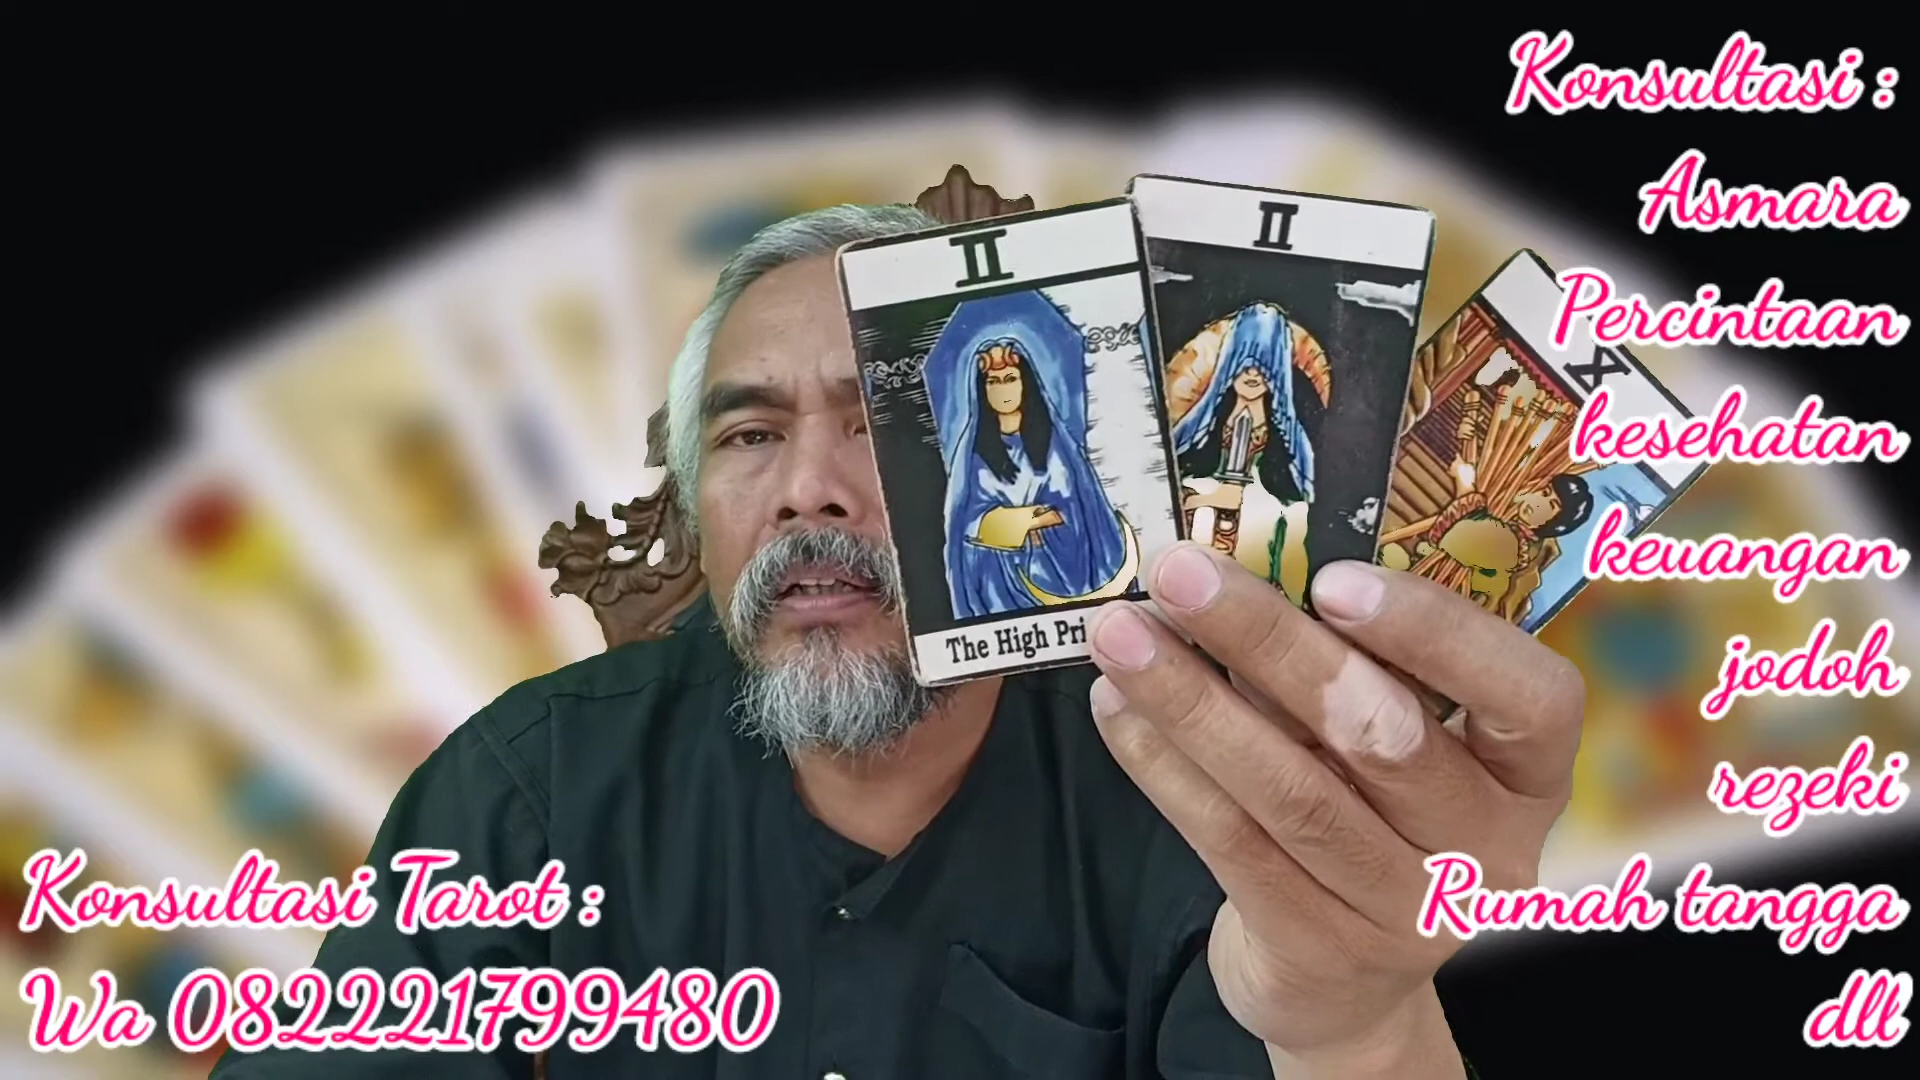 Konsultasi :
Asmara
Percintaan
kesehatan
keuangan
jodoh
rezeki
Rumah tangga
dll
II
II
X
The High Pri
Konsultasi Tarot :
Wa 082221799480